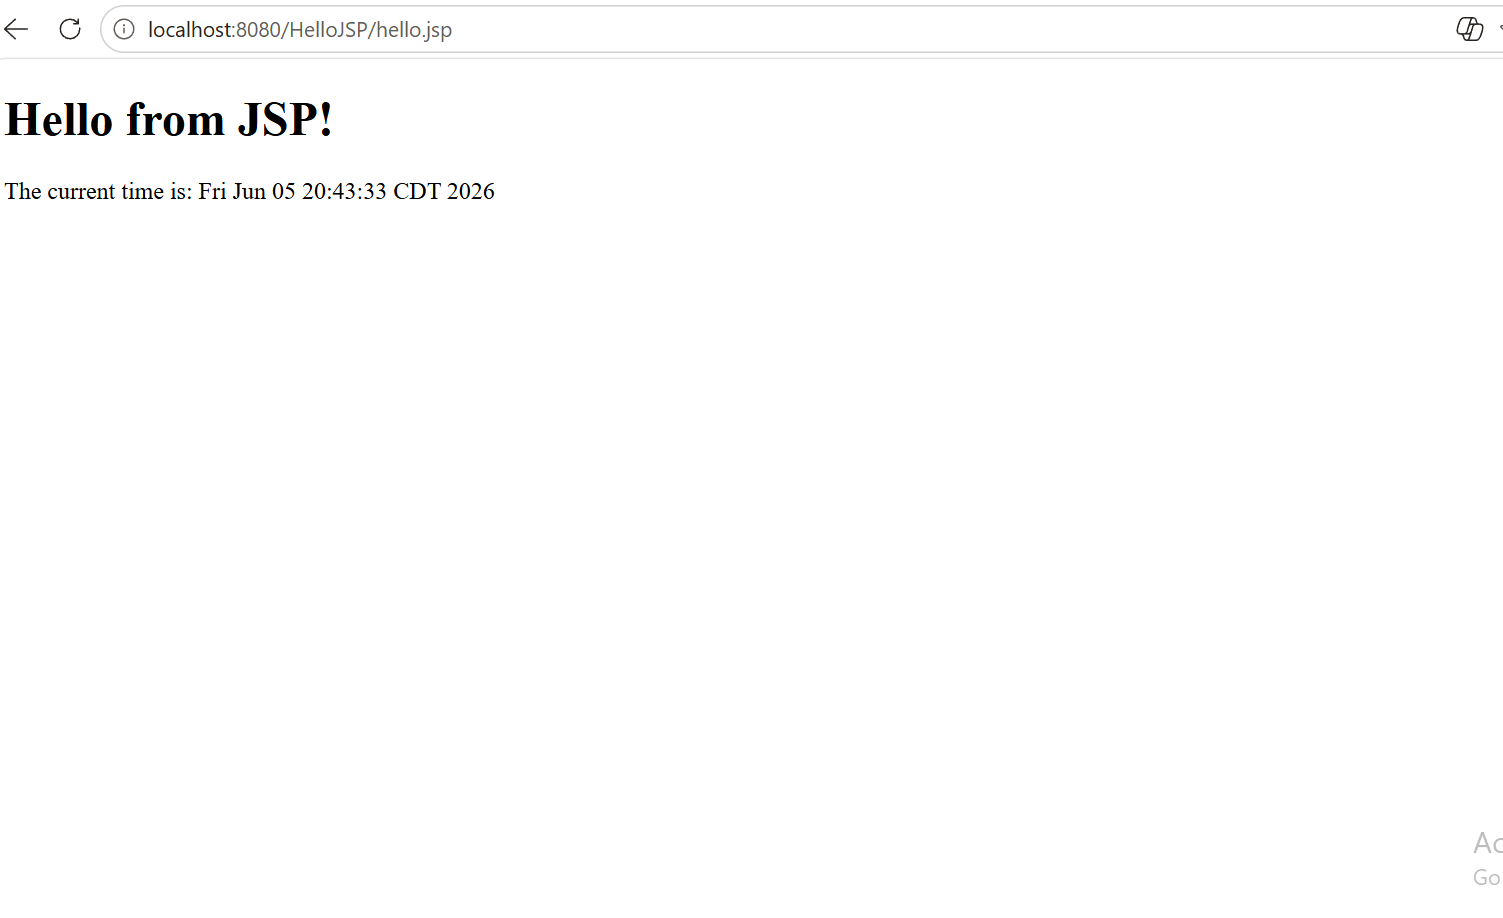 localhost:8080/HelloJSP/hello.jsp
Hello from JSP!
The current time is: Fri Jun 05 20:43:33 CDT 2026